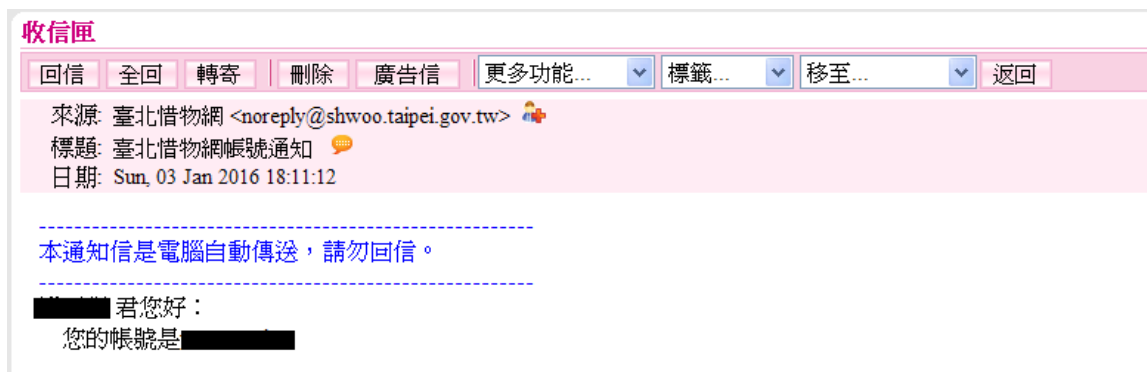 收信匣
回信 全回 轉寄 刪除 廣告信 更多功能... 標籤... 移至... 返回
來源: 臺北惜物網 <noreply@shwoo.taipei.gov.tw>
標題: 臺北惜物網帳號通知
日期: Sun, 03 Jan 2016 18:11:12
------------------------------------------------------
本通知信是電腦自動傳送，請勿回信。
------------------------------------------------------
君您好：
您的帳號是